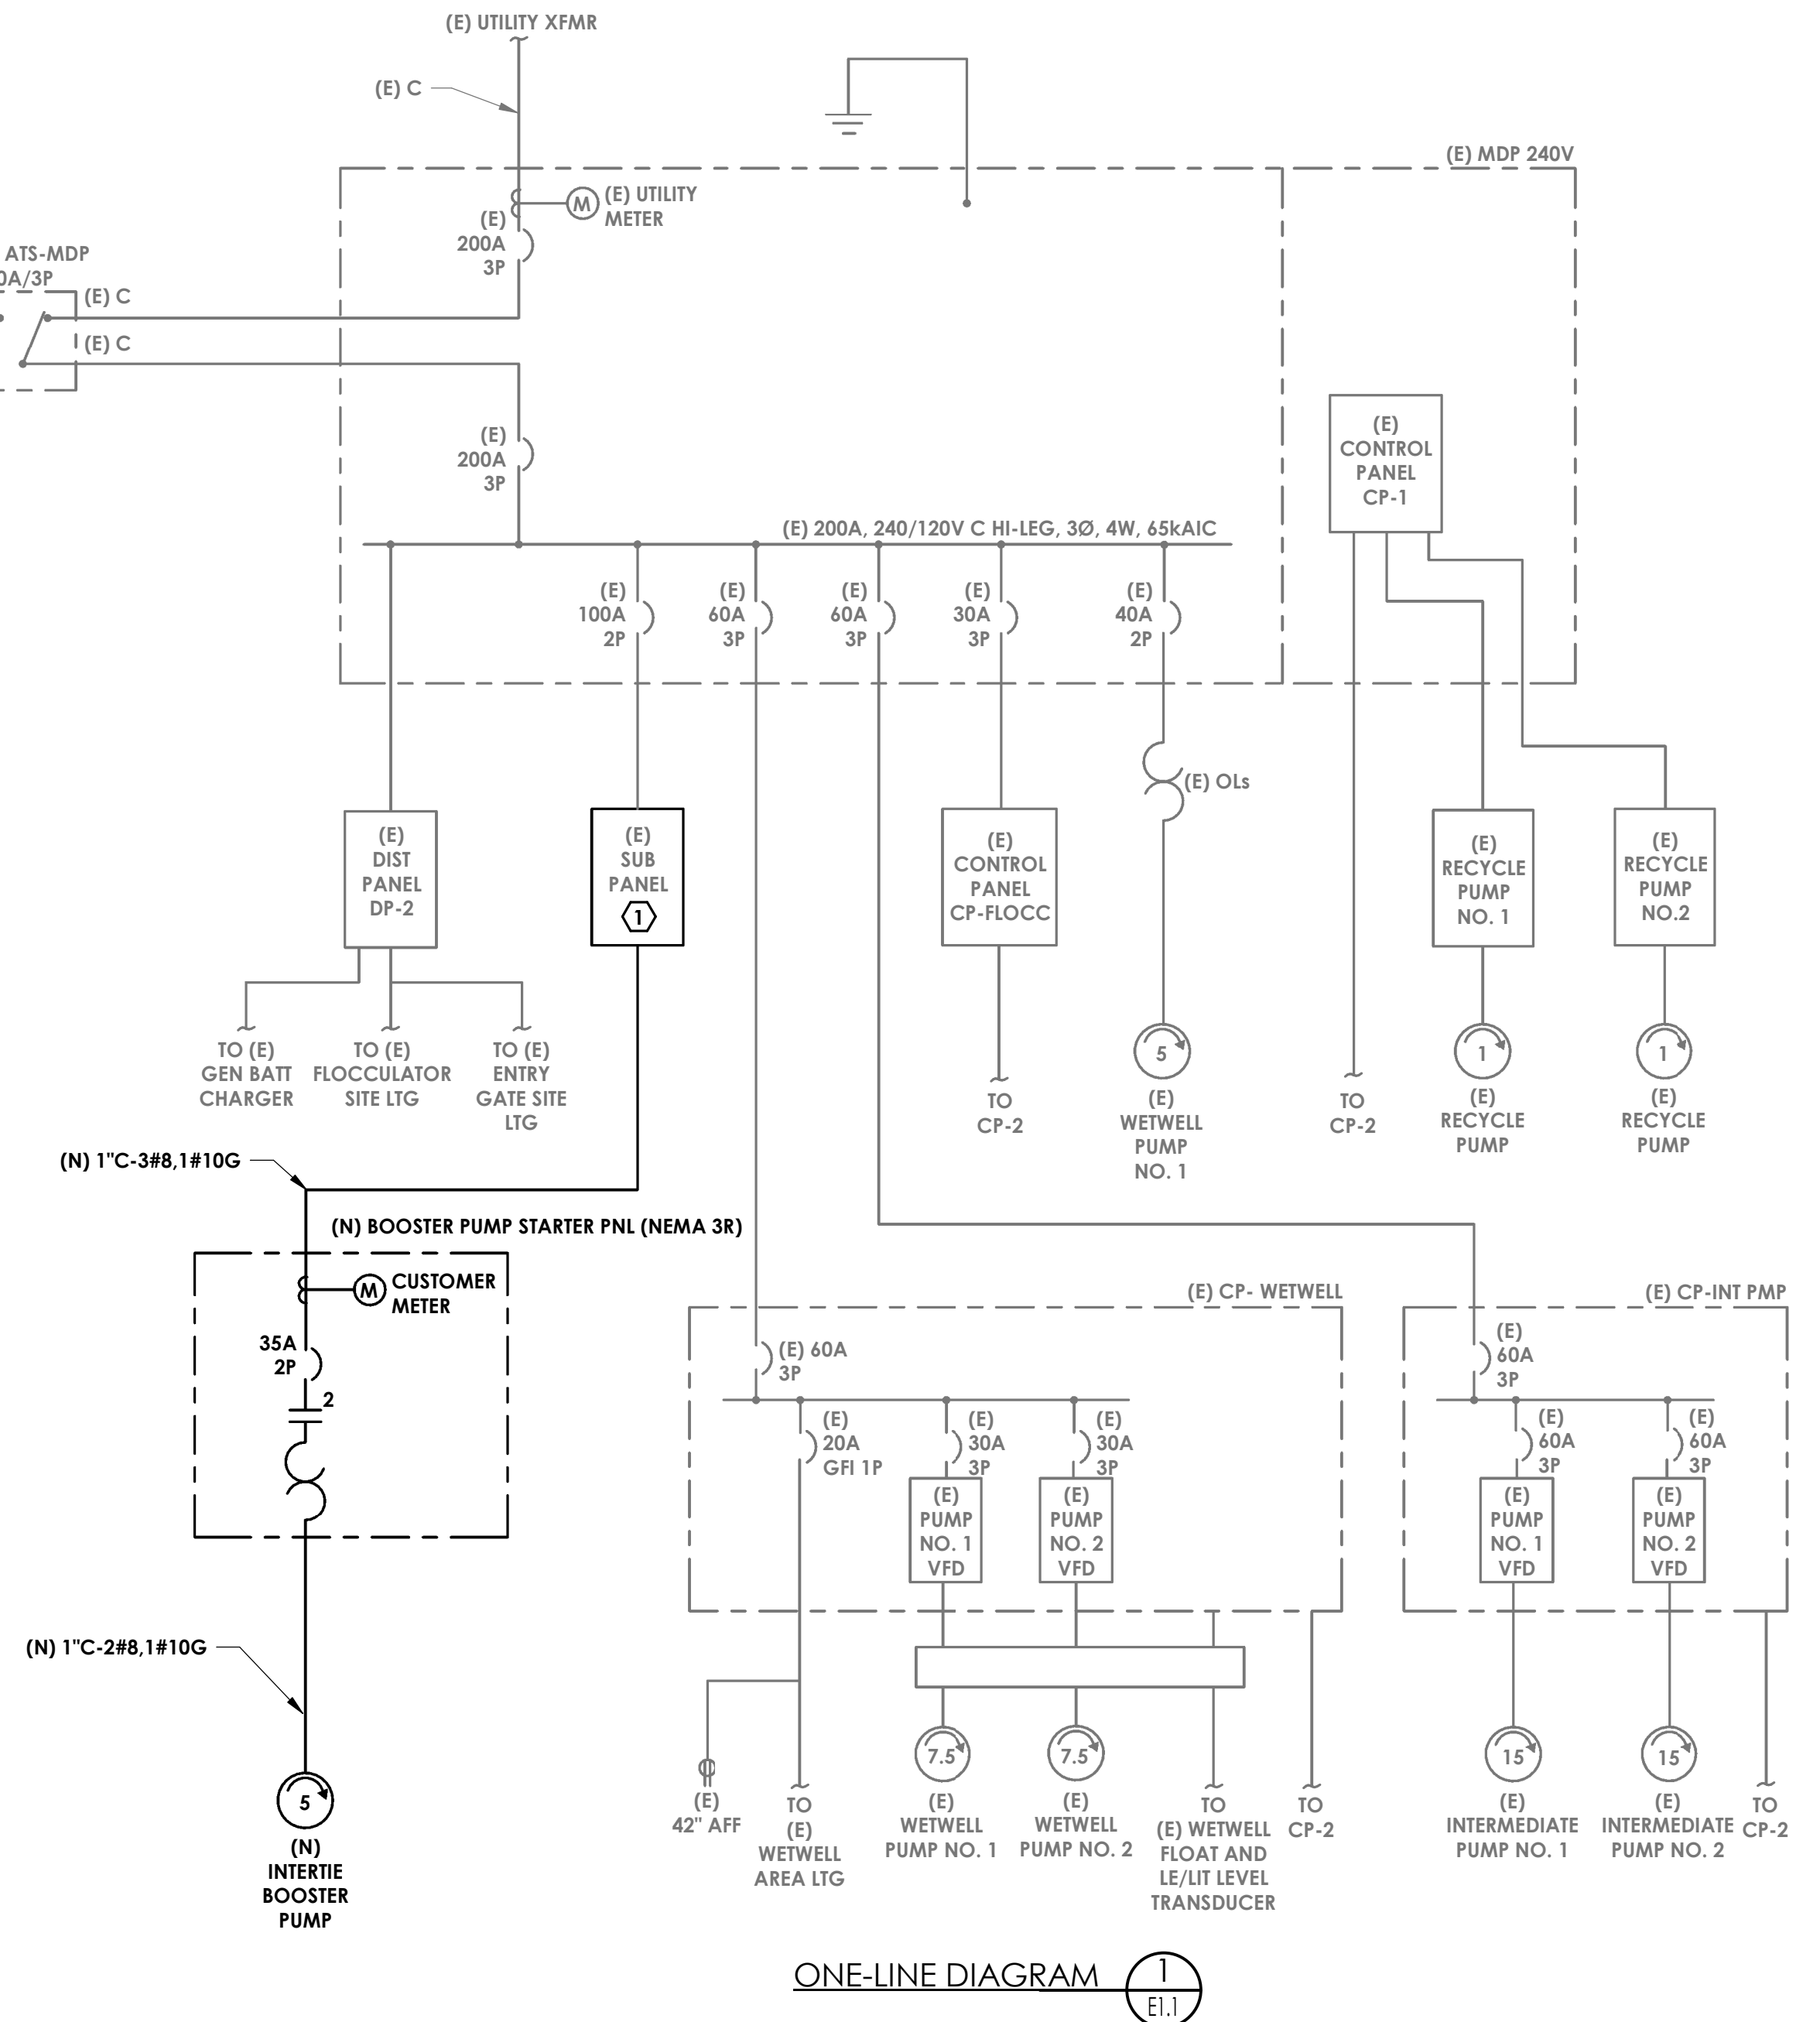 (E) UTILITY XFMR
(E) C
(E) MDP 240V
M
(E) UTILITY
METER
(E)
200A
3P
ATS-MDP
0A/3P
(E) C
(E) C
(E)
200A
3P
(E)
CONTROL
PANEL
CP-1
(E) 200A, 240/120V C HI-LEG, 3Ø, 4W, 65kAIC
(E)
100A
2P
(E)
60A
3P
(E)
60A
3P
(E)
30A
3P
(E)
40A
2P
(E) OLs
(E)
DIST
PANEL
DP-2
(E)
SUB
PANEL
1
(E)
CONTROL
PANEL
CP-FLOCC
(E)
RECYCLE
PUMP
NO. 1
(E)
RECYCLE
PUMP
NO.2
TO (E)
GEN BATT
CHARGER
TO (E)
FLOCCULATOR
SITE LTG
TO (E)
ENTRY
GATE SITE
LTG
TO
CP-2
5
(E)
WETWELL
PUMP
NO. 1
TO
CP-2
1
(E)
RECYCLE
PUMP
1
(E)
RECYCLE
PUMP
(N) 1"C-3#8,1#10G
(N) BOOSTER PUMP STARTER PNL (NEMA 3R)
M
CUSTOMER
METER
35A
2P
2
(N) 1"C-2#8,1#10G
5
(N)
INTERTIE
BOOSTER
PUMP
(E) CP- WETWELL
(E) 60A
3P
(E)
20A
GFI 1P
(E)
30A
3P
(E)
30A
3P
(E)
PUMP
NO. 1
VFD
(E)
PUMP
NO. 2
VFD
(E)
42" AFF
TO
(E)
WETWELL
AREA LTG
7.5
(E)
WETWELL
PUMP NO. 1
7.5
(E)
WETWELL
PUMP NO. 2
TO
(E) WETWELL
FLOAT AND
LE/LIT LEVEL
TRANSDUCER
TO
CP-2
(E) CP-INT PMP
(E)
60A
3P
(E)
60A
3P
(E)
60A
3P
(E)
PUMP
NO. 1
VFD
(E)
PUMP
NO. 2
VFD
15
(E)
INTERMEDIATE
PUMP NO. 1
15
(E)
INTERMEDIATE
PUMP NO. 2
TO
CP-2
ONE-LINE DIAGRAM
1
E1.1